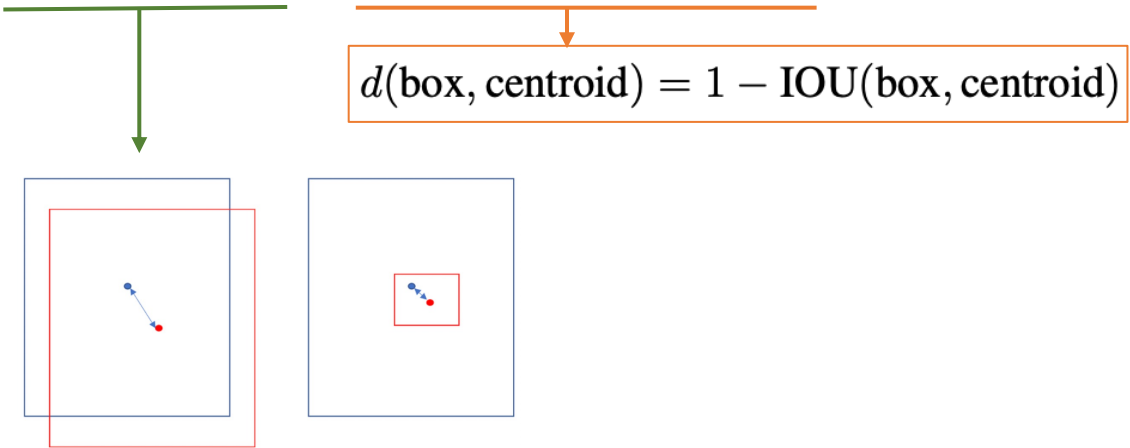 d(box, centroid) = 1 − IOU(box, centroid)